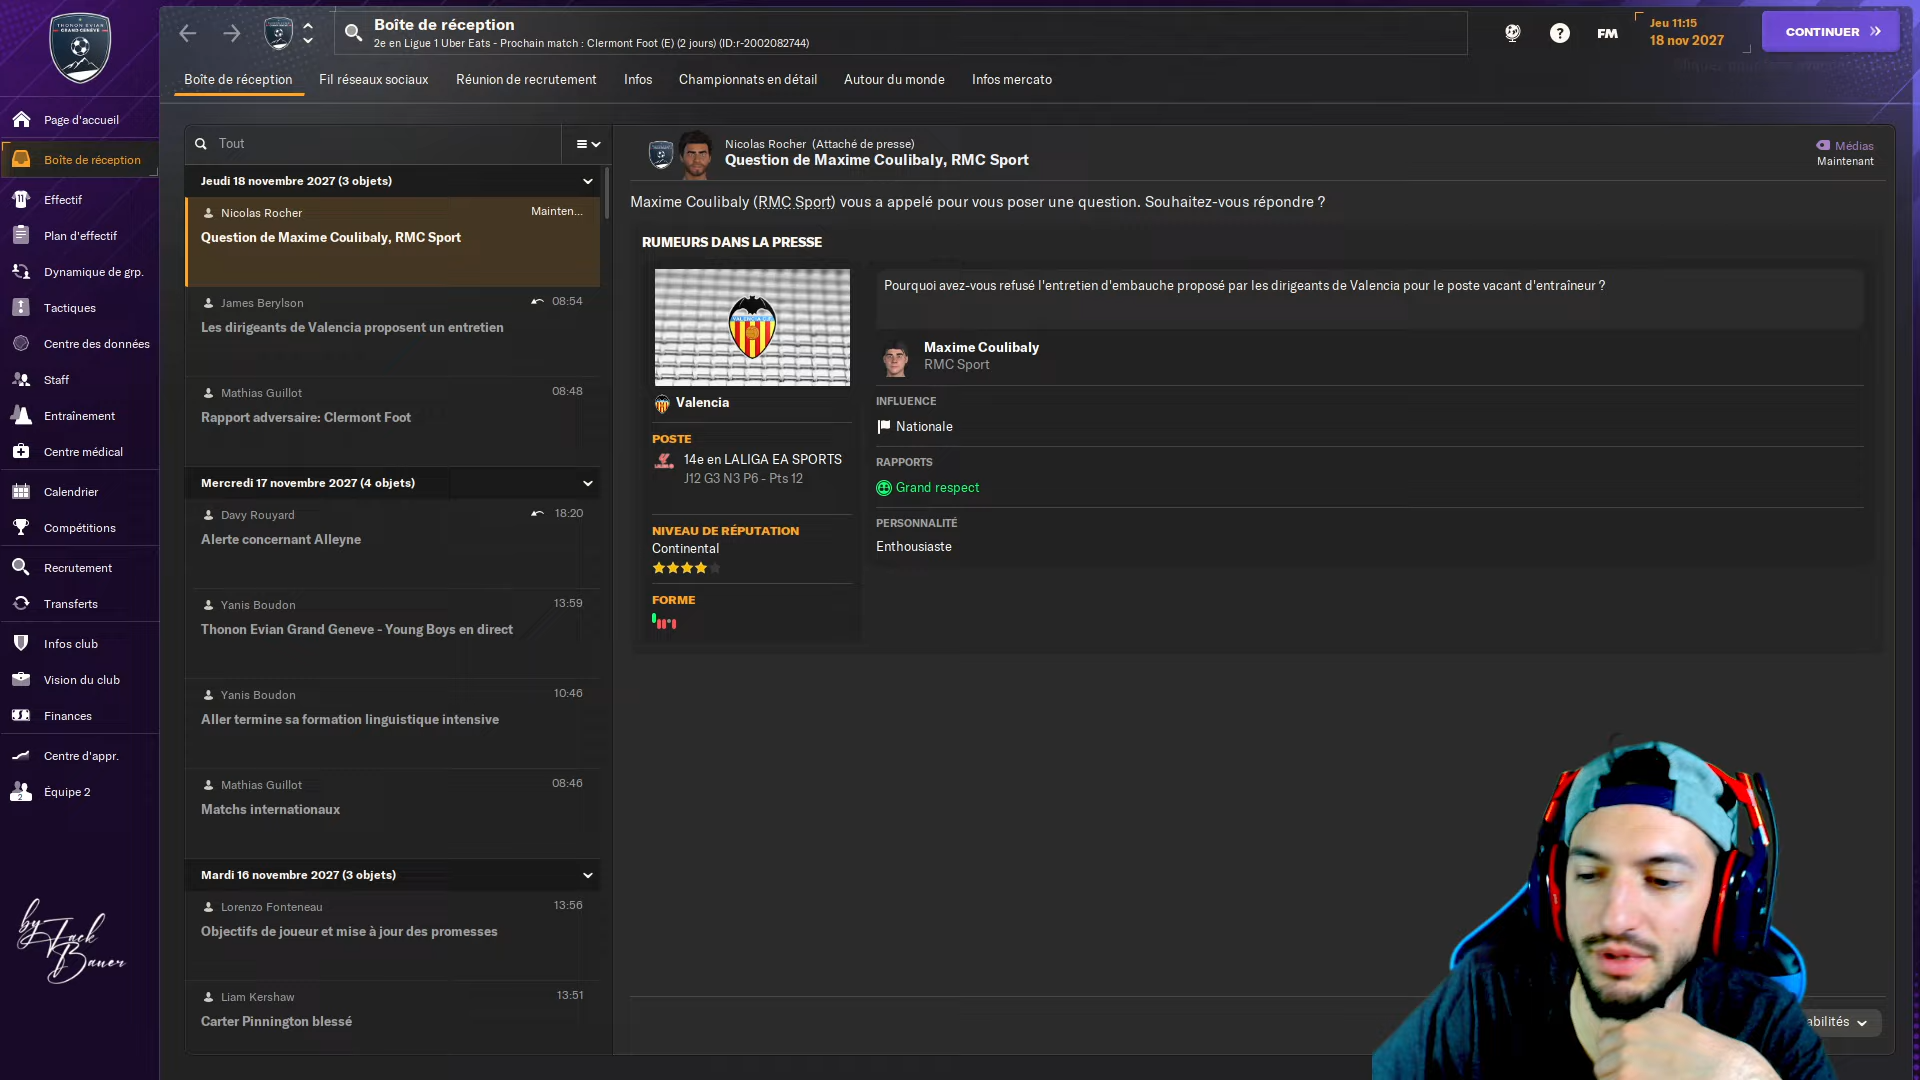 Boîte de réception
2e en Ligue 1 Uber Eats - Prochain match : Clermont Foot (E) (2 jours) (ID:r-2002082744)
FM
Jeu 11:15
18 nov 2027
CONTINUER
Boîte de réception
Fil réseaux sociaux
Réunion de recrutement
Infos
Championnats en détail
Autour du monde
Infos mercato
THONON EVIAN
GRAND GENÈVE
Page d'accueil
Boîte de réception
Effectif
Plan d'effectif
Dynamique de grp.
Tactiques
Centre des données
Staff
Entraînement
Centre médical
Calendrier
Compétitions
Recrutement
Transferts
Infos club
Vision du club
Finances
Centre d'appr.
Équipe 2
by Jack Bauer
Tout
Jeudi 18 novembre 2027 (3 objets)
Nicolas Rocher
Mainten...
Question de Maxime Coulibaly, RMC Sport
James Berylson
08:54
Les dirigeants de Valencia proposent un entretien
Mathias Guillot
08:48
Rapport adversaire: Clermont Foot
Mercredi 17 novembre 2027 (4 objets)
Davy Rouyard
18:20
Alerte concernant Alleyne
Yanis Boudon
13:59
Thonon Evian Grand Geneve - Young Boys en direct
Yanis Boudon
10:46
Aller termine sa formation linguistique intensive
Mathias Guillot
08:46
Matchs internationaux
Mardi 16 novembre 2027 (3 objets)
Lorenzo Fonteneau
13:56
Objectifs de joueur et mise à jour des promesses
Liam Kershaw
13:51
Carter Pinnington blessé
Nicolas Rocher (Attaché de presse)
Question de Maxime Coulibaly, RMC Sport
Médias
Maintenant
Maxime Coulibaly (RMC Sport) vous a appelé pour vous poser une question. Souhaitez-vous répondre ?
RUMEURS DANS LA PRESSE
Valencia
POSTE
14e en LALIGA EA SPORTS
J12 G3 N3 P6 - Pts 12
NIVEAU DE RÉPUTATION
Continental
FORME
Pourquoi avez-vous refusé l'entretien d'embauche proposé par les dirigeants de Valencia pour le poste vacant d'entraîneur ?
Maxime Coulibaly
RMC Sport
INFLUENCE
Nationale
RAPPORTS
Grand respect
PERSONNALITÉ
Enthousiaste
abilités